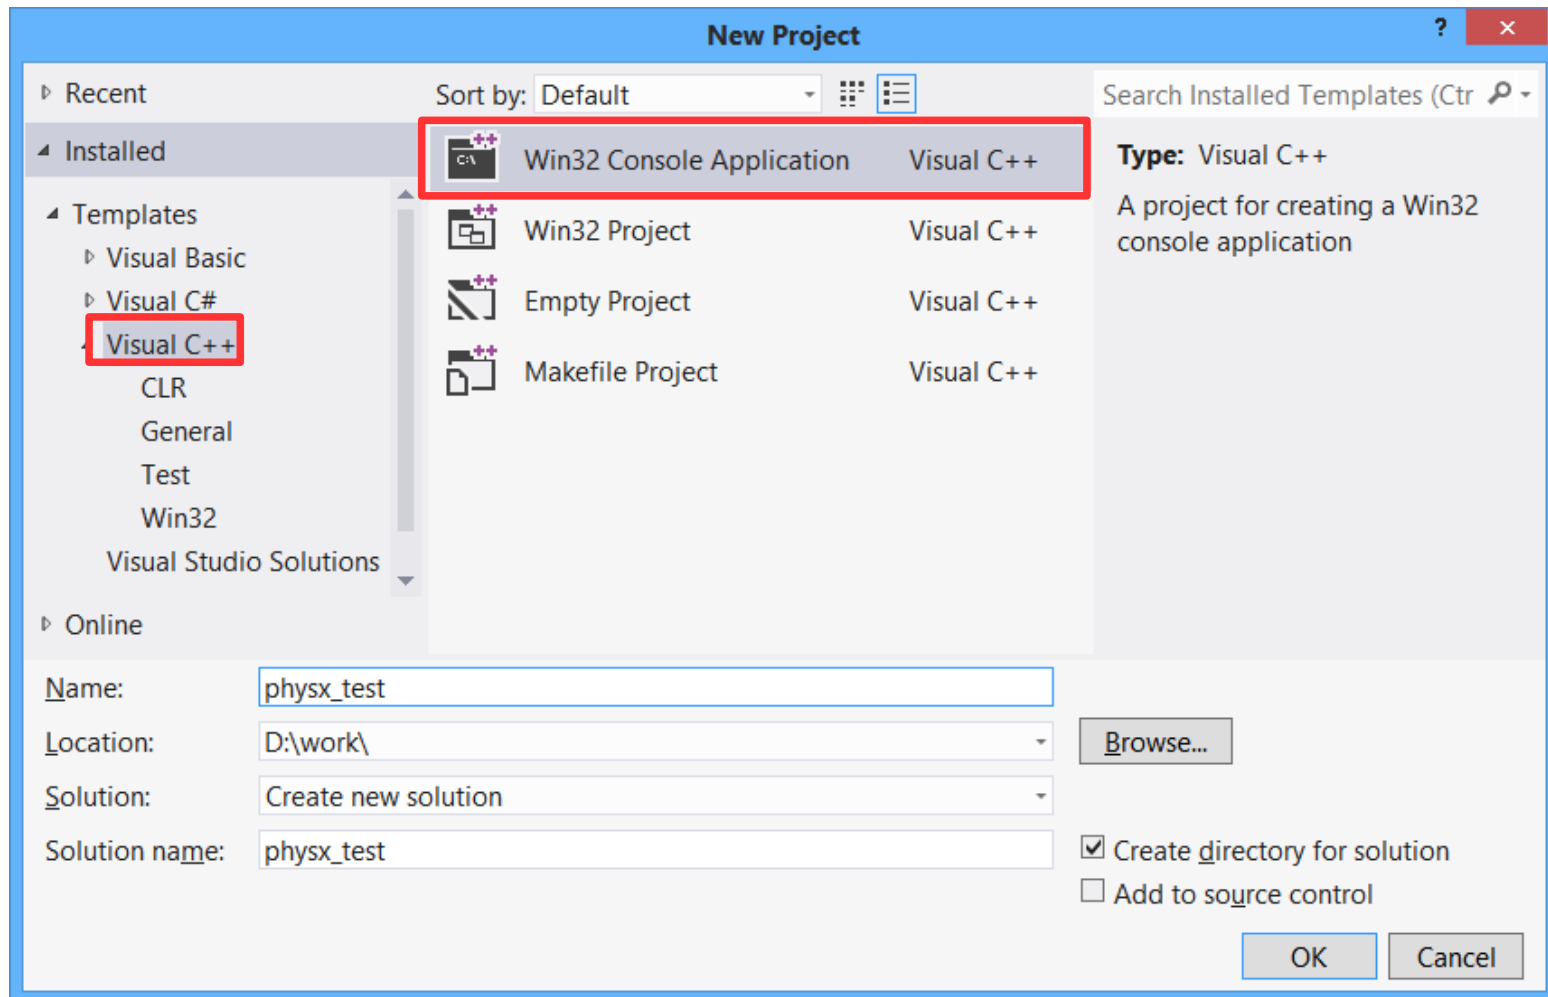 New Project
?
Recent
Sort by: Default
Search Installed Templates (Ctr
Installed
Templates
Visual Basic
Visual C#
Visual C++
CLR
General
Test
Win32
Visual Studio Solutions
Online
C:\
Win32 Console Application Visual C++
Win32 Project Visual C++
Empty Project Visual C++
Makefile Project Visual C++
Type: Visual C++
A project for creating a Win32
console application
Name: physx_test
Location: D:\work\
Browse...
Solution: Create new solution
Solution name: physx_test
Create directory for solution
Add to source control
OK
Cancel